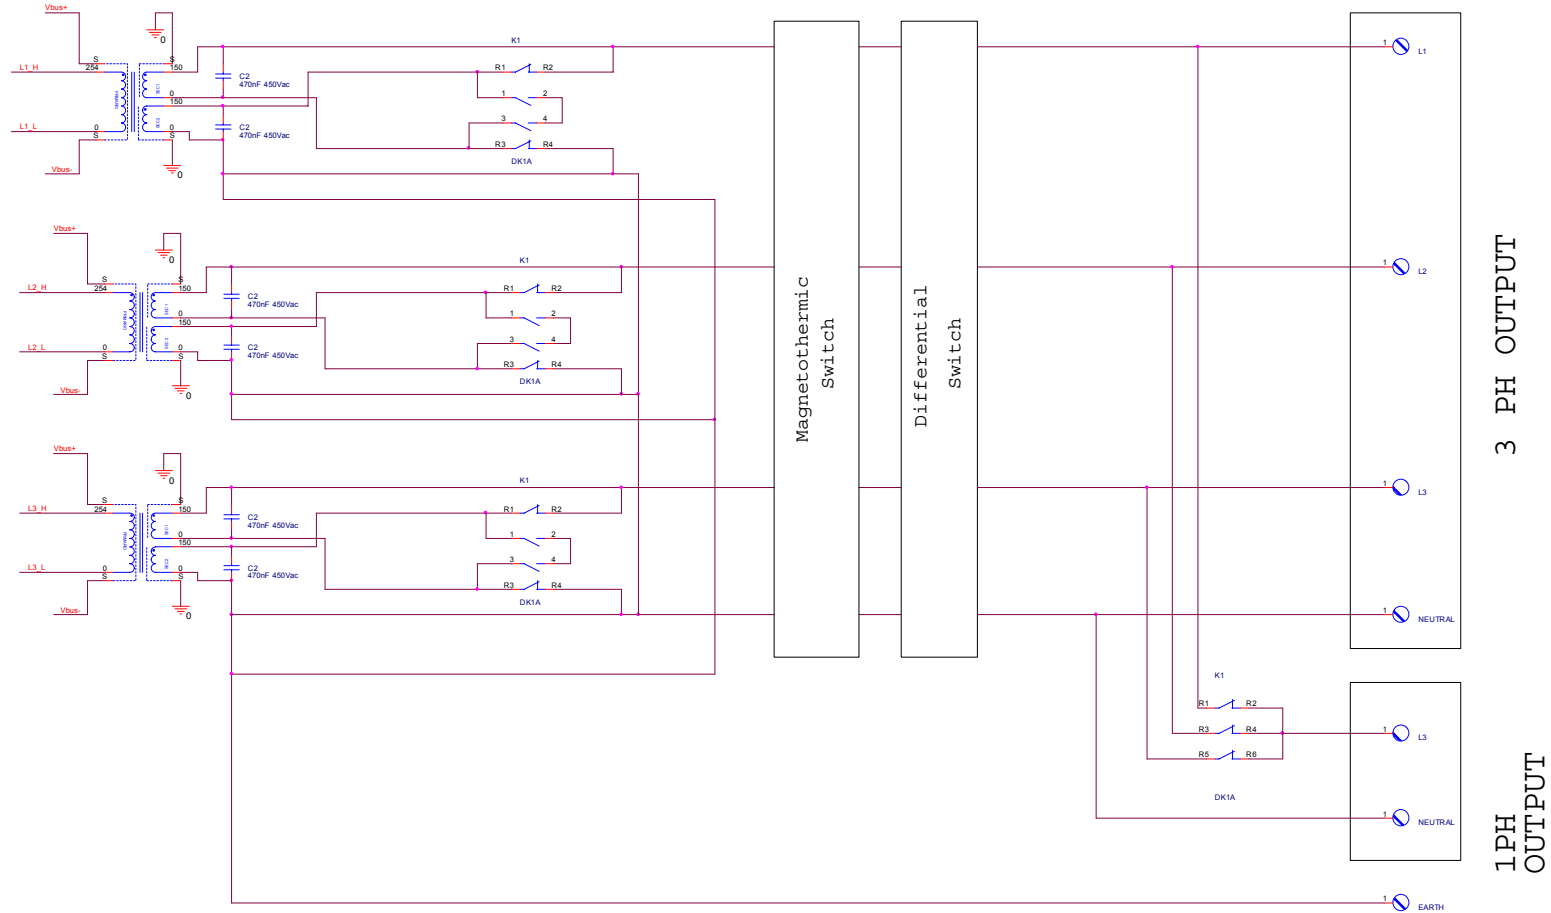 Vbus+
0
K1
S
S
L1_H
254
150
R1
R2
1
L1
C2
470nF 450Vac
0
150
1
2
C2
470nF 450Vac
3
4
L1_L
0
0
S
S
R3
R4
DK1A
Vbus-
0
Vbus+
0
K1
S
S
L2_H
254
150
R1
R2
1
L2
C2
470nF 450Vac
0
150
1
2
C2
470nF 450Vac
3
4
L2_L
0
0
S
S
R3
R4
DK1A
Vbus-
0
Magnetothermic
Switch
Differential
Switch
3 PH OUTPUT
Vbus+
0
K1
S
S
L3_H
254
150
R1
R2
1
L3
C2
470nF 450Vac
0
150
1
2
C2
470nF 450Vac
3
4
L3_L
0
0
S
S
R3
R4
DK1A
Vbus-
0
1
NEUTRAL
K1
R1
R2
R3
R4
1
L3
R5
R6
DK1A
1
NEUTRAL
1PH
OUTPUT
1
EARTH